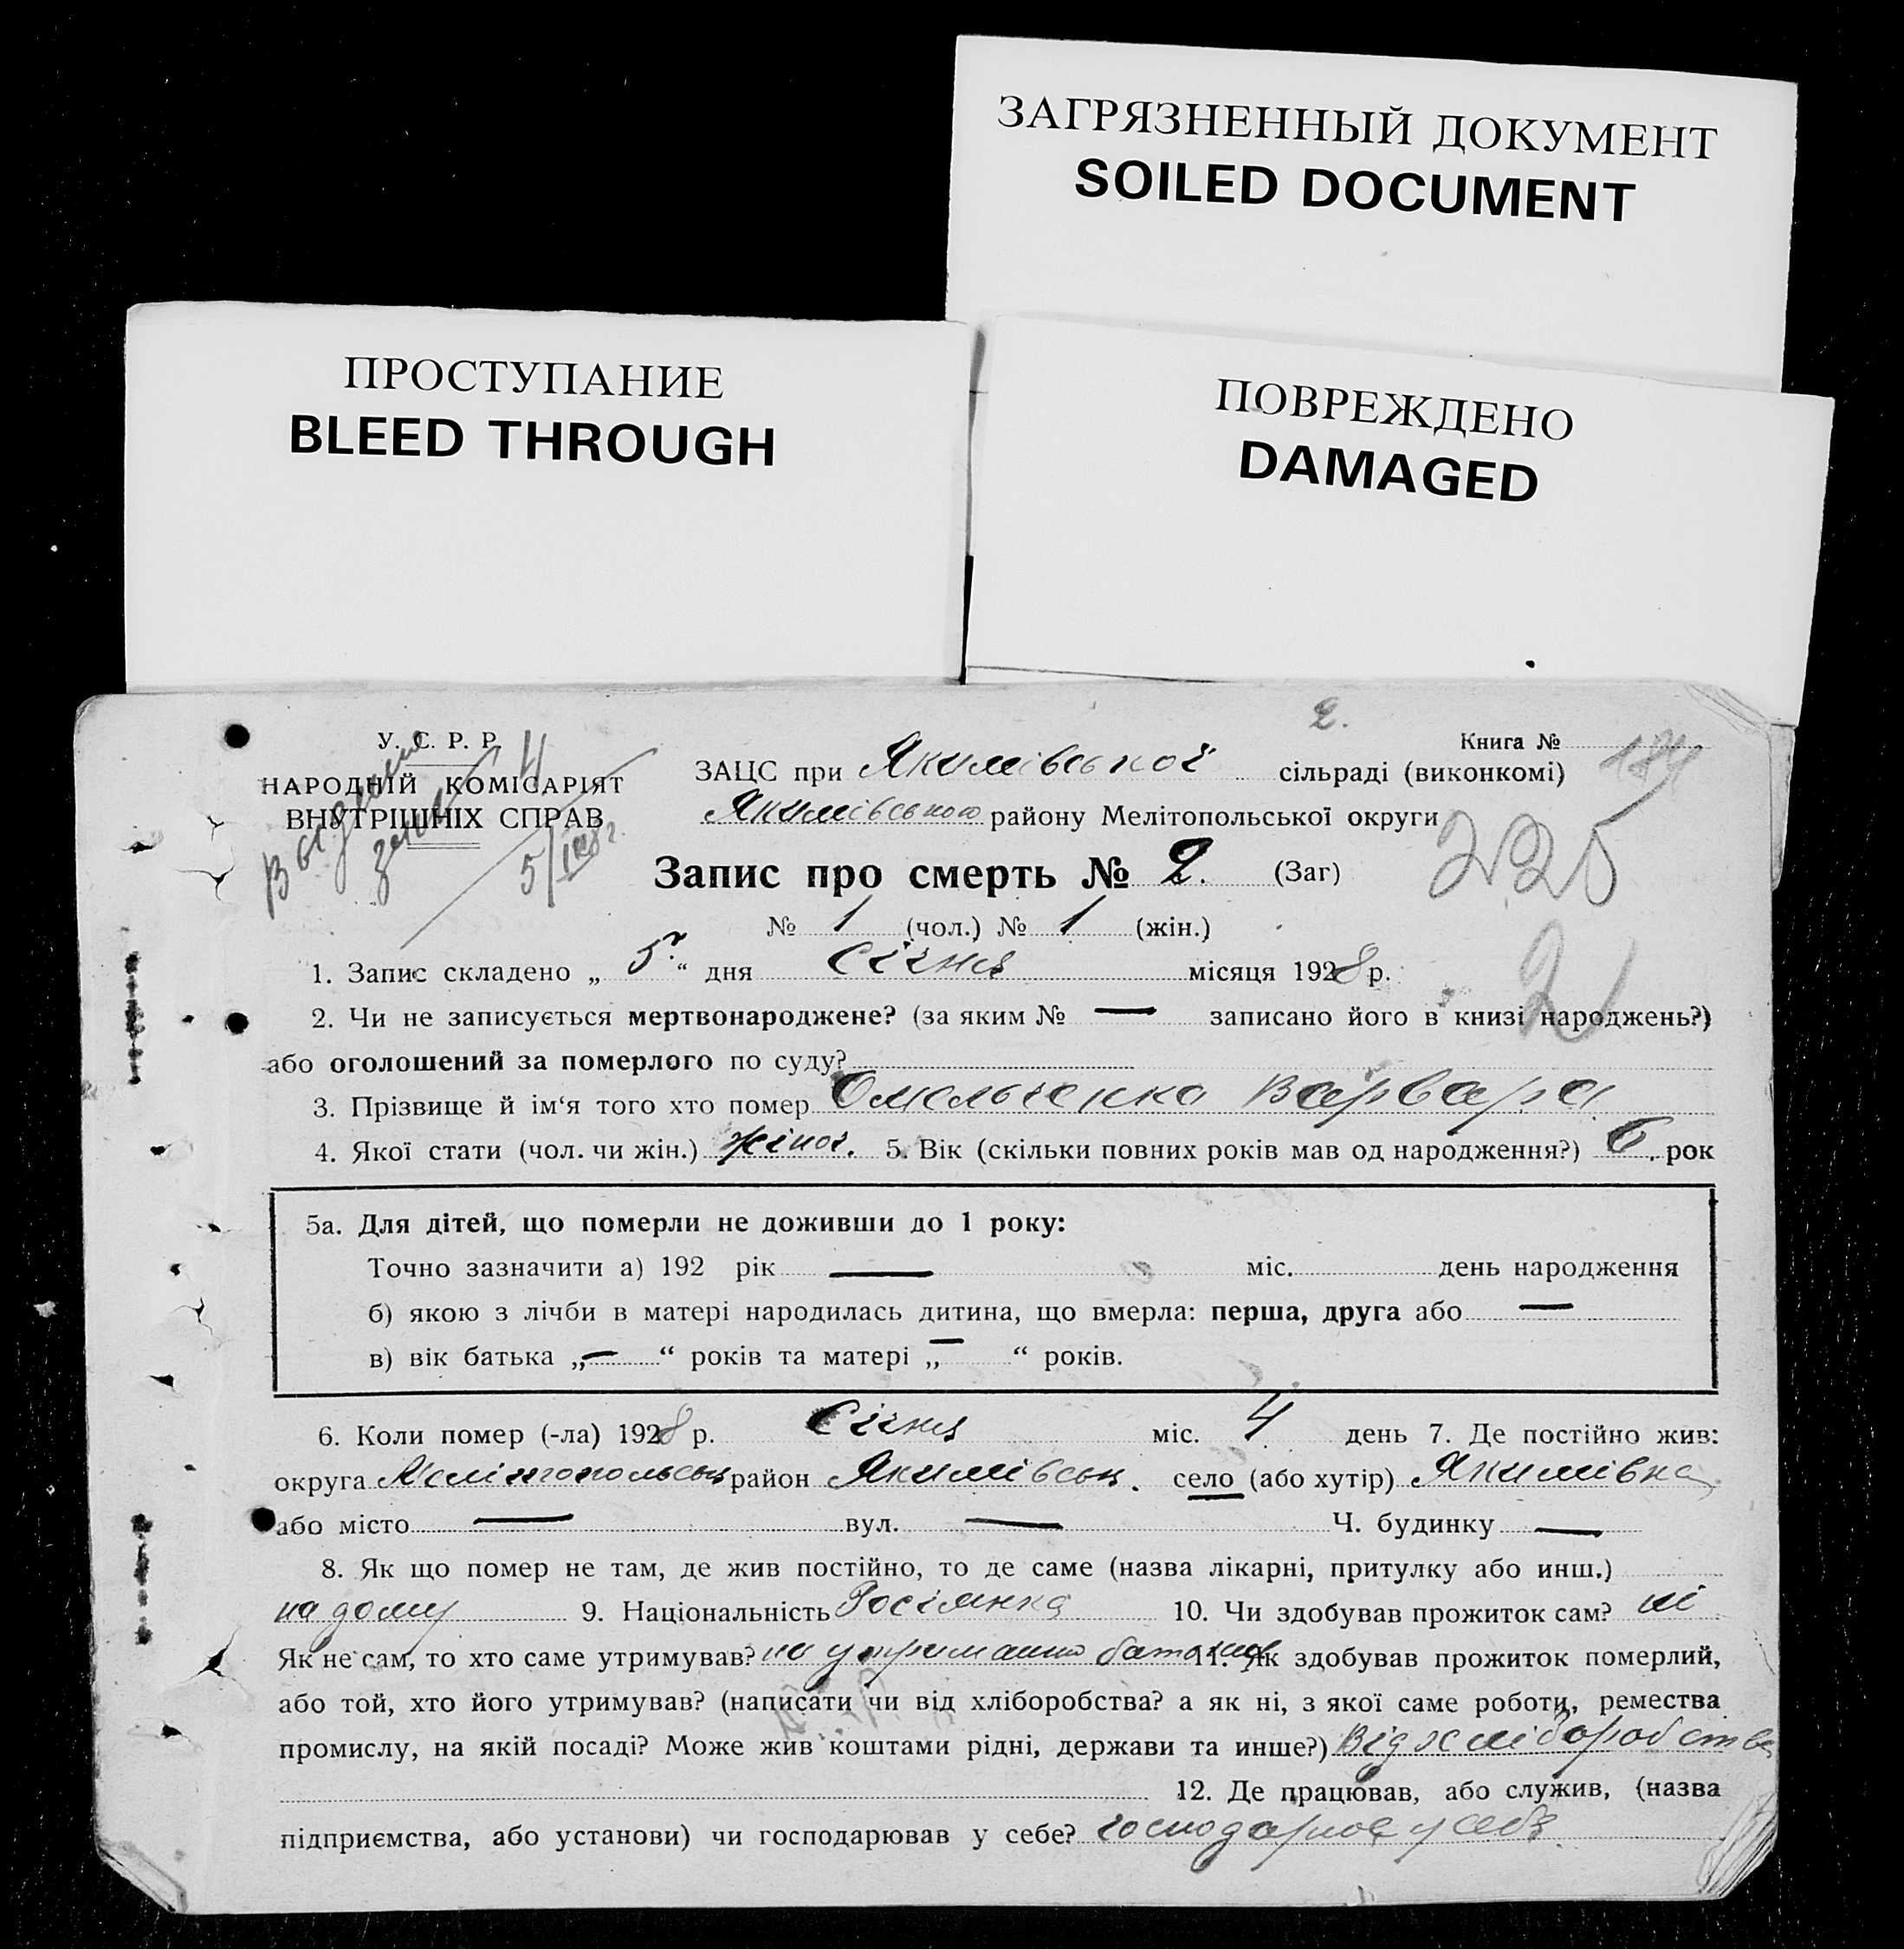 ЗАГРЯЗНЕННЫЙ ДОКУМЕНТ
SOILED DOCUMENT
ПРОСТУПАНИЕ
BLEED THROUGH
ПОВРЕЖДЕНО
DAMAGED
2.
У. С. Р. Р.
НАРОДНІЙ КОМІСАРІЯТ
ВНУТРІШНІХ СПРАВ
5/I 28 г.
Книга №
184
ЗАЦС при Якимівської сільраді (виконкомі)
Якимівського району Мелітопольської округи
225
Запис про смерть № 2. (Заг)
№ 1 (чол.) № 1 (жін.)
2
1. Запис складено „ 5 “ дня Січня місяця 1928 р.
2. Чи не записується мертвонароджене? (за яким № — записано його в книзі народжень?)
або оголошений за померлого по суду?
3. Прізвище й ім‘я того хто помер Омельченко Варвара
4. Якої стати (чол. чи жін.) жіної. 5. Вік (скільки повних років мав од народження?) 6. рок
5а. Для дітей, що померли не доживши до 1 року:
Точно зазначити а) 192 рік — міс. день народження
б) якою з лічби в матері народилась дитина, що вмерла: перша, друга або —
в) вік батька „—“ років та матері „—“ років.
6. Коли помер (-ла) 1928 р. Січня міс. 4 день 7. Де постійно жив:
округа Мелітопольськ район Якимівськ. село (або хутір) Якимівка
або місто — вул. — Ч. будинку —
8. Як що помер не там, де жив постійно, то де саме (назва лікарні, притулку або инш.)
на дому 9. Національність Росіянка 10. Чи здобував прожиток сам? ні
Як не сам, то хто саме утримував? на утриманню батьків 11. Як здобував прожиток померлий,
або той, хто його утримував? (написати чи від хліборобства? а як ні, з якої саме роботи, ремества
промислу, на якій посаді? Може жив коштами рідні, держави та инше?) Від хліборобства
12. Де працював, або служив, (назва
підприємства, або установи) чи господарював у себе? господарює у себе